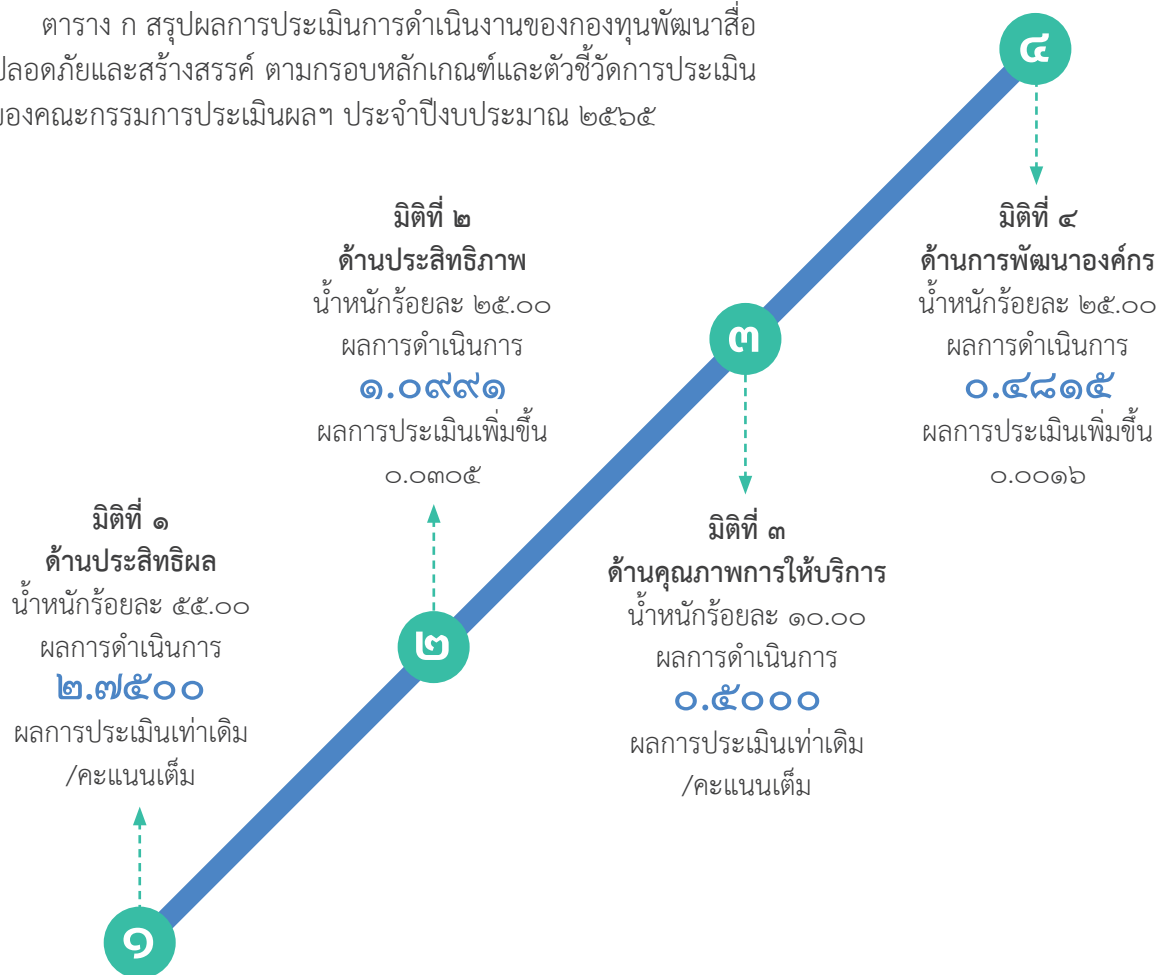 ตาราง ก สรุปผลการประเมินการดำเนินงานของกองทุนพัฒนาสื่อ
ปลอดภัยและสร้างสรรค์ ตามกรอบหลักเกณฑ์และตัวชี้วัดการประเมิน
ของคณะกรรมการประเมินผลฯ ประจำปีงบประมาณ ๒๕๖๕
๑
มิติที่ ๑
ด้านประสิทธิผล
น้ำหนักร้อยละ ๕๕.๐๐
ผลการดำเนินการ
๒.๗๕๐๐
ผลการประเมินเท่าเดิม
/คะแนนเต็ม
๒
มิติที่ ๒
ด้านประสิทธิภาพ
น้ำหนักร้อยละ ๒๕.๐๐
ผลการดำเนินการ
๑.๐๙๙๑
ผลการประเมินเพิ่มขึ้น
๐.๐๓๐๕
๓
มิติที่ ๓
ด้านคุณภาพการให้บริการ
น้ำหนักร้อยละ ๑๐.๐๐
ผลการดำเนินการ
๐.๕๐๐๐
ผลการประเมินเท่าเดิม
/คะแนนเต็ม
๔
มิติที่ ๔
ด้านการพัฒนาองค์กร
น้ำหนักร้อยละ ๒๕.๐๐
ผลการดำเนินการ
๐.๔๘๑๕
ผลการประเมินเพิ่มขึ้น
๐.๐๐๑๖